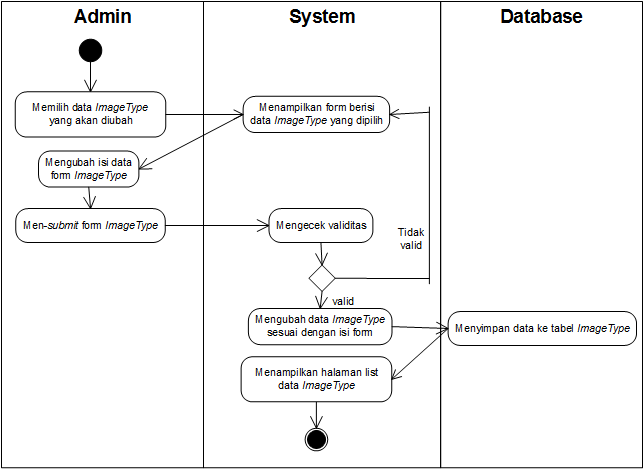 Admin
System
Database
Memilih data ImageType
yang akan diubah
Menampilkan form berisi
data ImageType yang dipilih
Mengubah isi data
form ImageType
Men-submit form ImageType
Mengecek validitas
Tidak
valid
valid
Mengubah data ImageType
sesuai dengan isi form
Menyimpan data ke tabel ImageType
Menampilkan halaman list
data ImageType